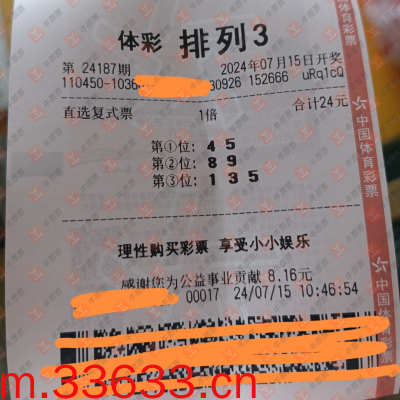 体彩 排列3
第 24187期 2024年07月15日开奖
110450-1036 80926 152666 uRq1cQ
直选复式票 1倍 合计24元
第①位: 4 5
第②位: 8 9
第③位: 1 3 5
理性购买彩票 享受小小娱乐
感谢您为公益事业贡献 8.16元
00017 24/07/15 10:46:54
中国体育彩票
中国体育彩票
m.33633.cn